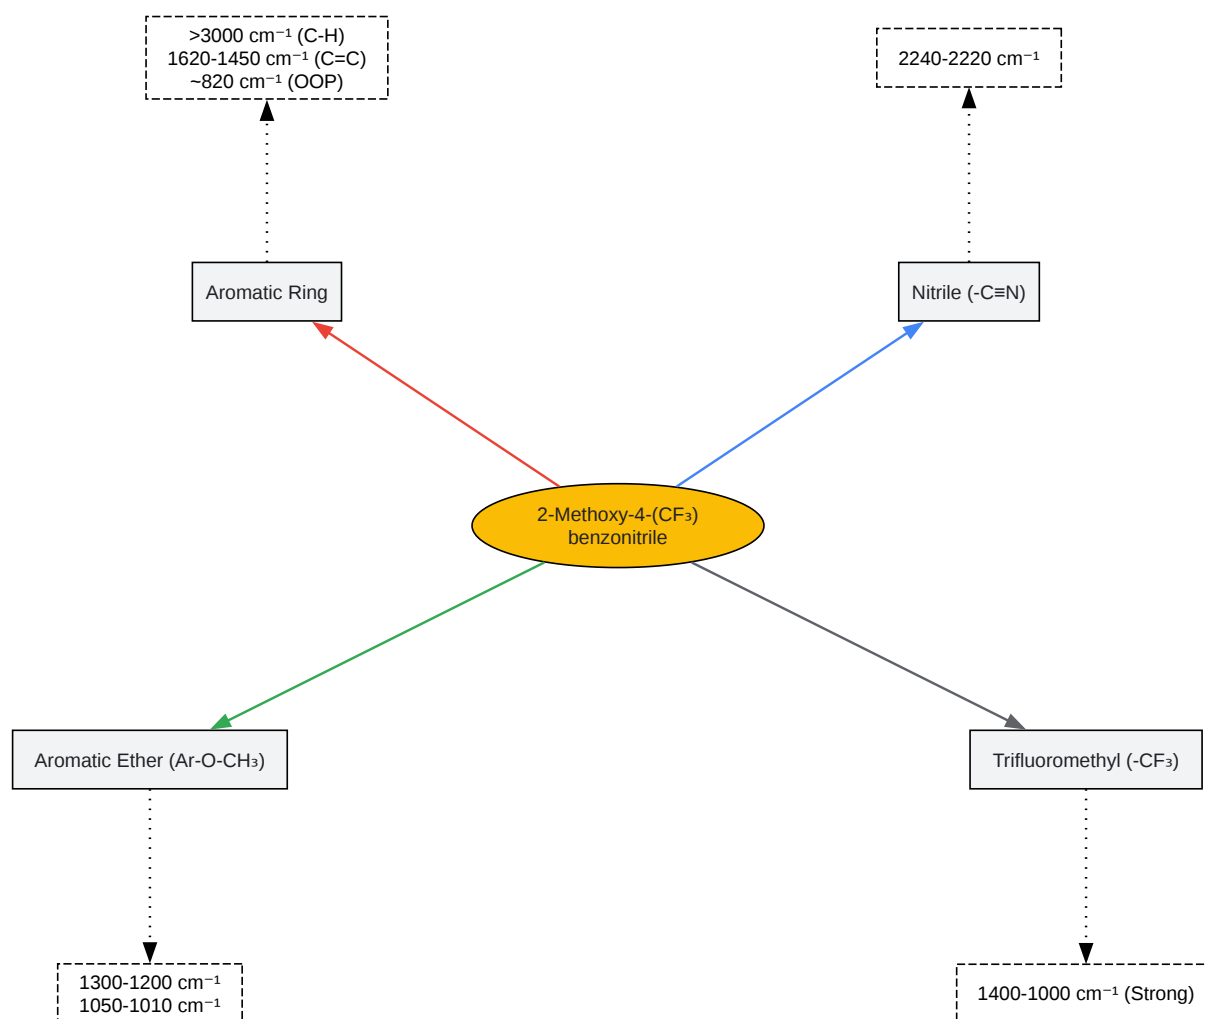 >3000 cm⁻¹ (C-H)
1620-1450 cm⁻¹ (C=C)
~820 cm⁻¹ (OOP)
2240-2220 cm⁻¹
Aromatic Ring
Nitrile (-C≡N)
2-Methoxy-4-(CF₃)
benzonitrile
Aromatic Ether (Ar-O-CH₃)
Trifluoromethyl (-CF₃)
1300-1200 cm⁻¹
1050-1010 cm⁻¹
1400-1000 cm⁻¹ (Strong)